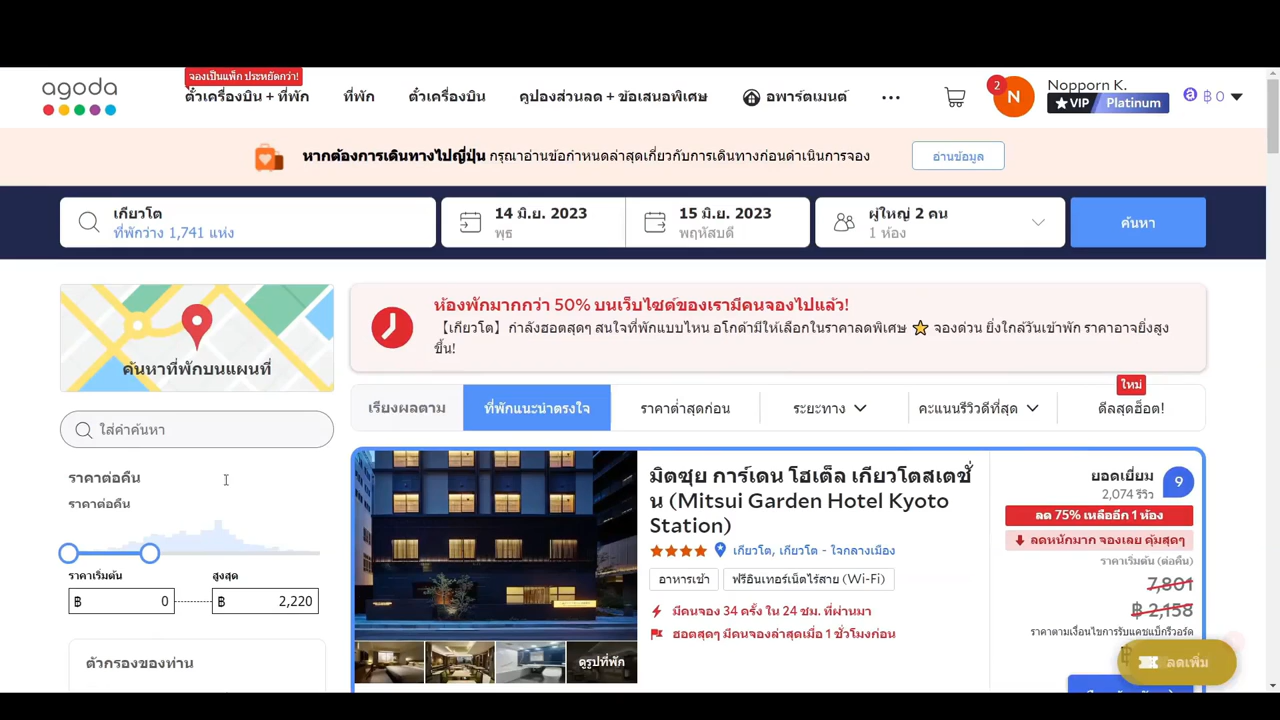 agoda
จองเป็นแพ็ก ประหยัดกว่า!
ตั๋วเครื่องบิน + ที่พัก
ที่พัก
ตั๋วเครื่องบิน
คูปองส่วนลด + ข้อเสนอพิเศษ
อพาร์ตเมนต์
2
N
Nopporn K.
VIP Platinum
฿ 0
หากต้องการเดินทางไปญี่ปุ่น กรุณาอ่านข้อกำหนดล่าสุดเกี่ยวกับการเดินทางก่อนดำเนินการจอง
อ่านข้อมูล
เกียวโต
ที่พักว่าง 1,741 แห่ง
14 มิ.ย. 2023
พุธ
15 มิ.ย. 2023
พฤหัสบดี
ผู้ใหญ่ 2 คน
1 ห้อง
ค้นหา
ค้นหาที่พักบนแผนที่
ใส่คำค้นหา
ราคาต่อคืน
ราคาต่อคืน
ราคาเริ่มต้น
สูงสุด
฿ 0
฿ 2,220
ตัวกรองของท่าน
ห้องพักมากกว่า 50% บนเว็บไซต์ของเรามีคนจองไปแล้ว!
【เกียวโต】กำลังฮอตสุดๆ สนใจที่พักแบบไหน อโกด้ามีให้เลือกในราคาลดพิเศษ ⭐ จองด่วน ยิ่งใกล้วันเข้าพัก ราคาอาจยิ่งสูง
ขึ้น!
เรียงผลตาม
ที่พักแนะนำตรงใจ
ราคาต่ำสุดก่อน
ระยะทาง
คะแนนรีวิวดีที่สุด
ใหม่
ดีลสุดฮ็อต!
มิตซุย การ์เดน โฮเต็ล เกียวโตสเตชั่
น (Mitsui Garden Hotel Kyoto
Station)
เกียวโต, เกียวโต - ใจกลางเมือง
อาหารเช้า
ฟรีอินเทอร์เน็ตไร้สาย (Wi-Fi)
มีคนจอง 34 ครั้ง ใน 24 ชม. ที่ผ่านมา
ฮอตสุดๆ มีคนจองล่าสุดเมื่อ 1 ชั่วโมงก่อน
ดูรูปที่พัก
ยอดเยี่ยม
9
2,074 รีวิว
ลด 75% เหลืออีก 1 ห้อง
ลดหนักมาก จองเลย คุ้มสุดๆ
ราคาเริ่มต้น (ต่อคืน)
7,801
฿ 2,158
ราคาตามเงื่อนไขการรับแคชแบ็กรีวอร์ด
ลดเพิ่ม